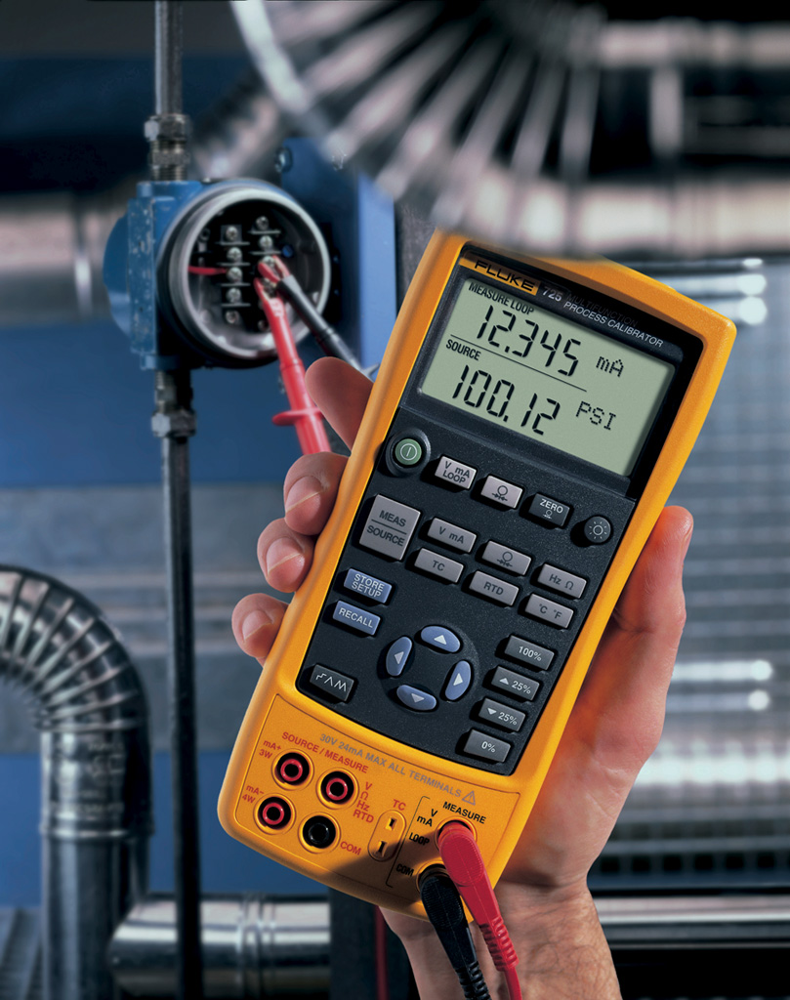 FLUKE 725 MULTIFUNCTION
PROCESS CALIBRATOR
MEASURE LOOP
12.345 mA
SOURCE
100.12 PSI
V mA
LOOP
ZERO
MEAS
SOURCE
V mA
TC
RTD
Hz Ω
°C °F
STORE
SETUP
RECALL
100%
▲ 25%
▼ 25%
0%
30V 24mA MAX ALL TERMINALS
SOURCE / MEASURE
mA+
3W
mA−
4W
V
Ω
Hz
RTD
COM
TC
MEASURE
V
mA
LOOP
COM